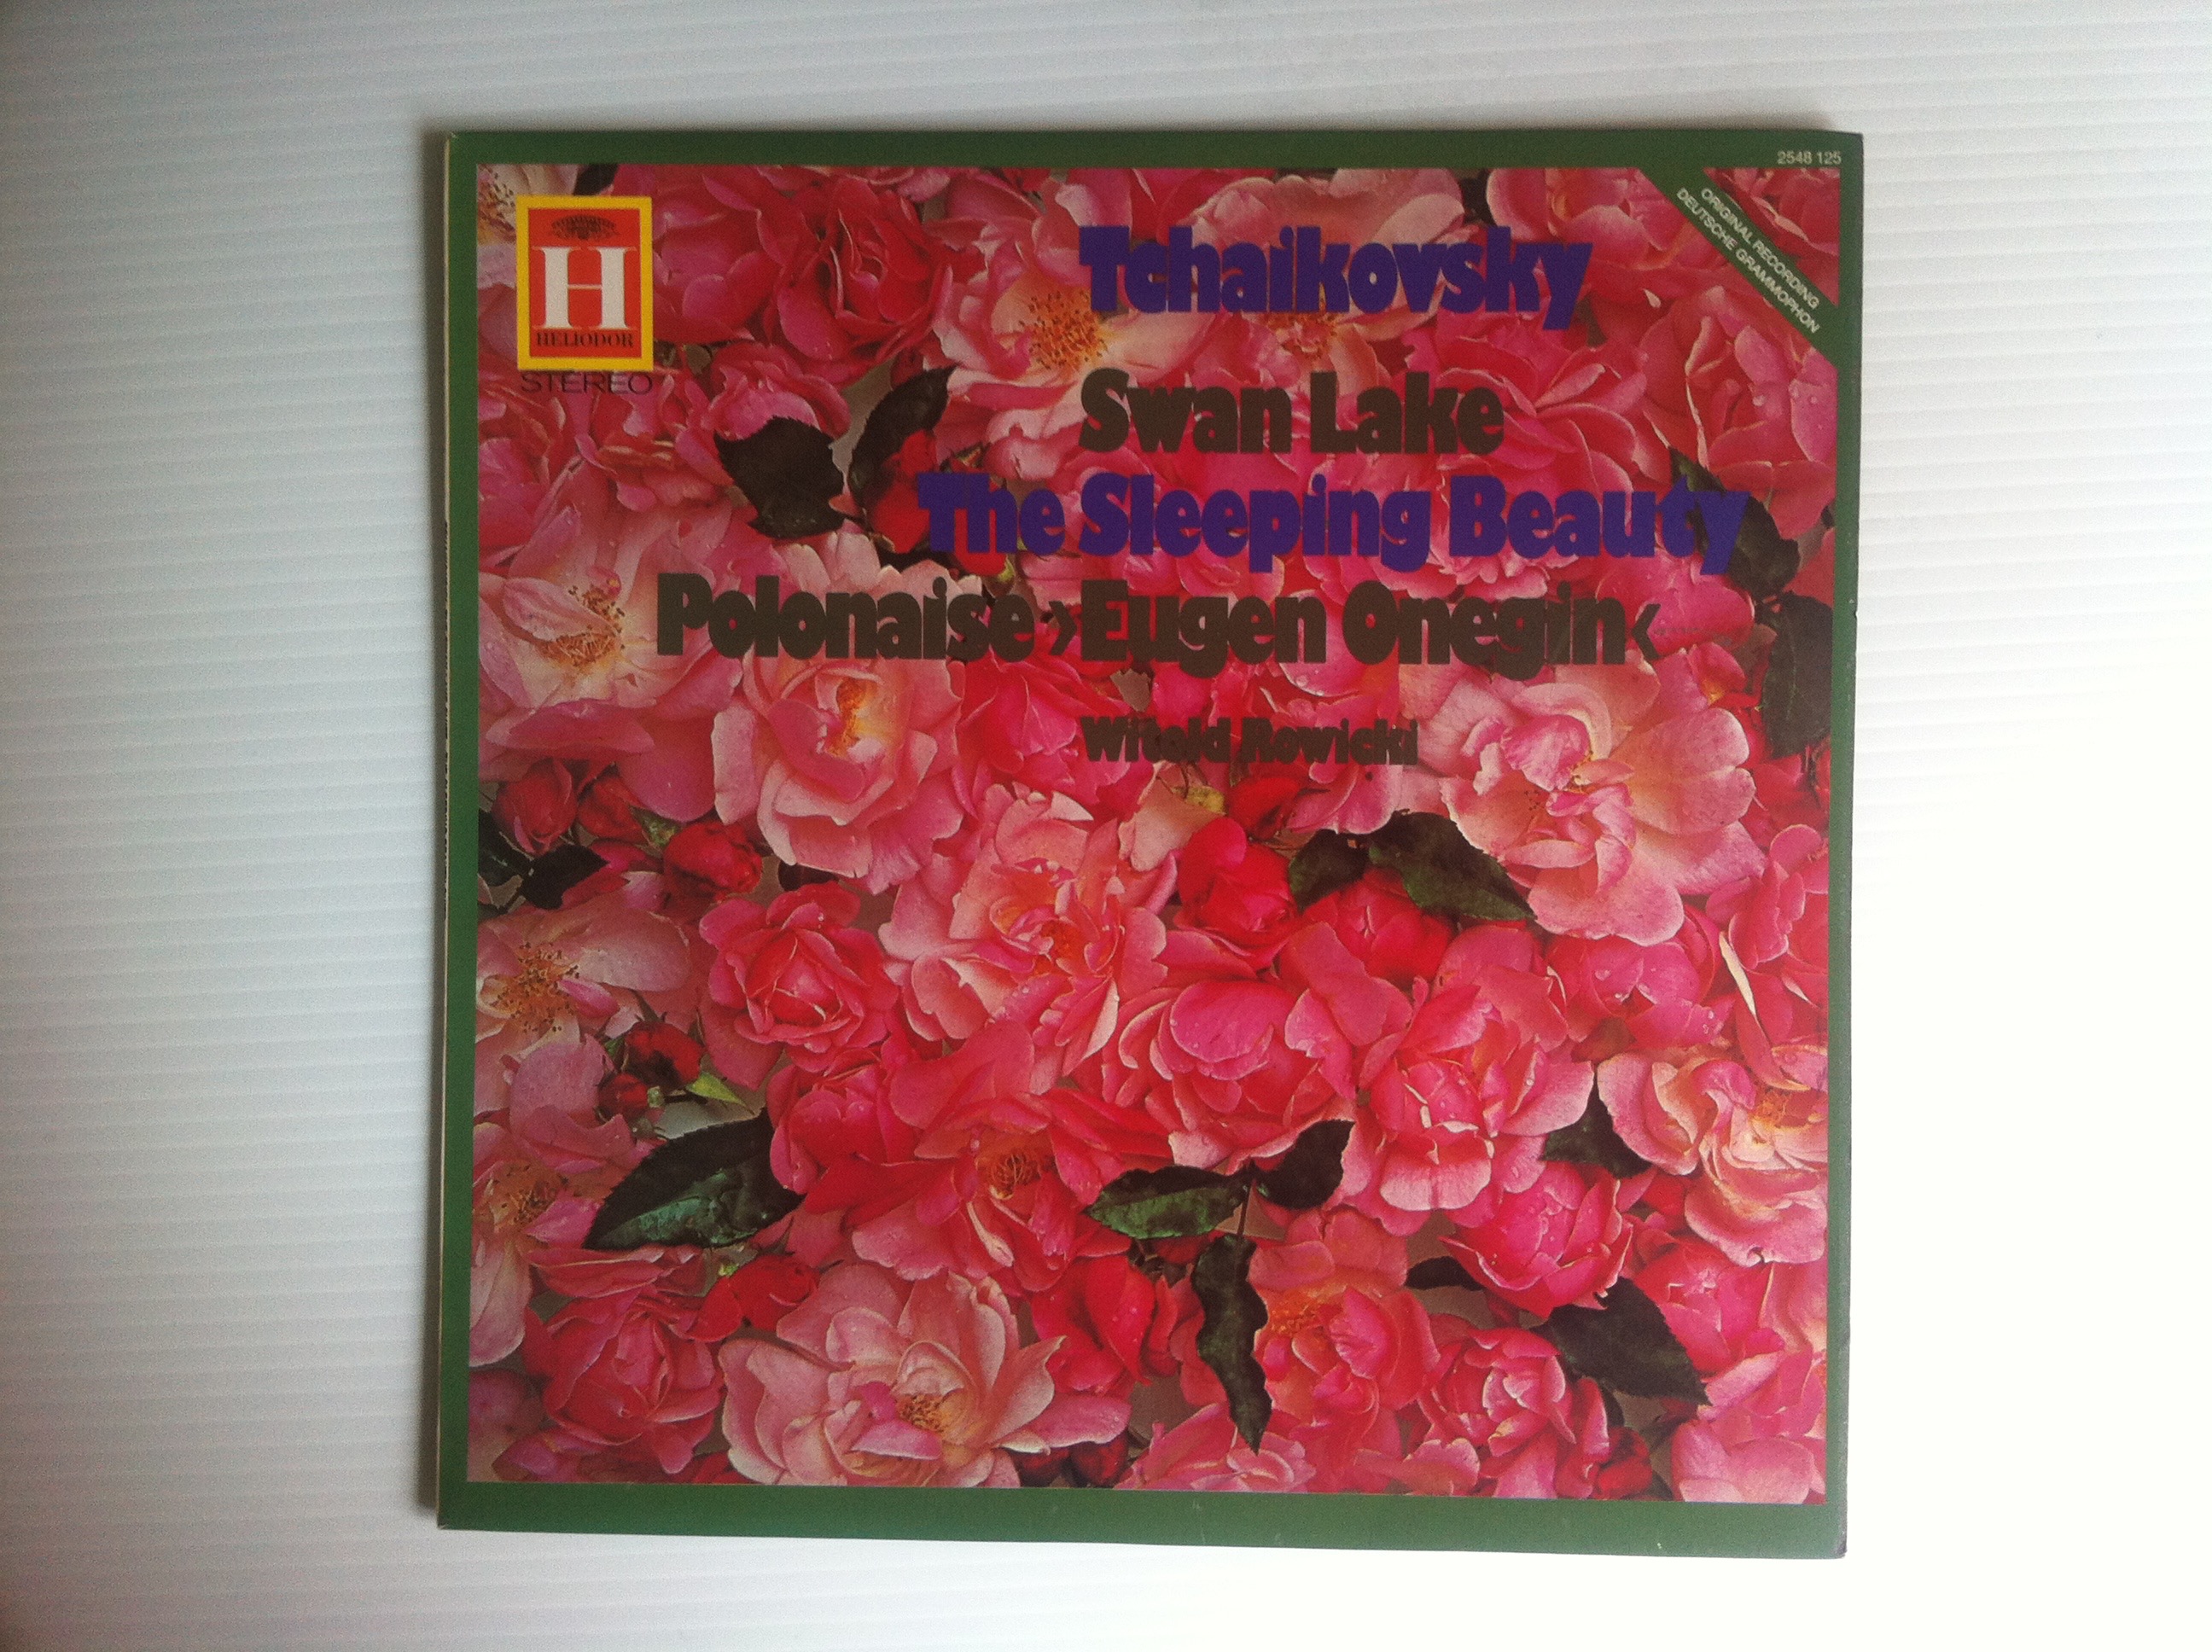 2548 125
ORIGINAL RECORDING
DEUTSCHE GRAMMOPHON
H
HELIODOR
STEREO
Tchaikovsky
Swan Lake
The Sleeping Beauty
Polonaise ›Eugen Onegin‹
Witold Rowicki